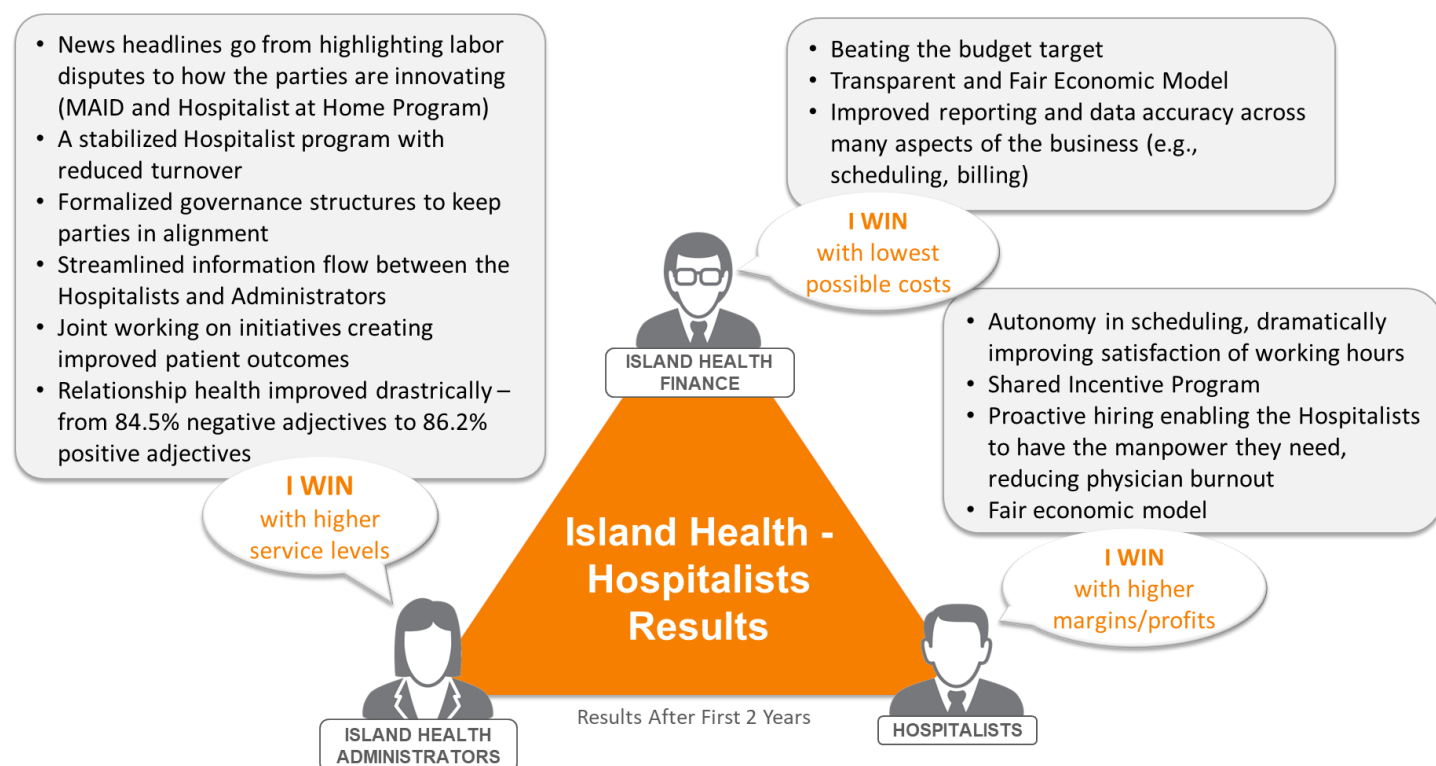 • News headlines go from highlighting labor
disputes to how the parties are innovating
(MAID and Hospitalist at Home Program)
• A stabilized Hospitalist program with
reduced turnover
• Formalized governance structures to keep
parties in alignment
• Streamlined information flow between the
Hospitalists and Administrators
• Joint working on initiatives creating
improved patient outcomes
• Relationship health improved drastically –
from 84.5% negative adjectives to 86.2%
positive adjectives
I WIN
with higher
service levels
ISLAND HEALTH
ADMINISTRATORS
• Beating the budget target
• Transparent and Fair Economic Model
• Improved reporting and data accuracy across
many aspects of the business (e.g.,
scheduling, billing)
I WIN
with lowest
possible costs
ISLAND HEALTH
FINANCE
• Autonomy in scheduling, dramatically
improving satisfaction of working hours
• Shared Incentive Program
• Proactive hiring enabling the Hospitalists
to have the manpower they need,
reducing physician burnout
• Fair economic model
I WIN
with higher
margins/profits
HOSPITALISTS
Island Health -
Hospitalists
Results
Results After First 2 Years